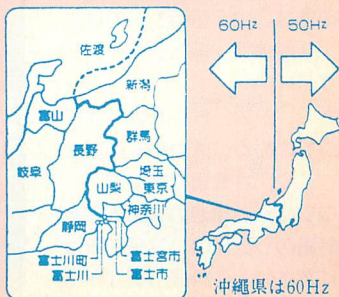 佐渡
新潟
富山
群馬
長野
岐阜
埼玉
山梨
東京
神奈川
静岡
富士川町
富士宮市
富士川
富士市
60Hz
50Hz
沖繩県は60Hz